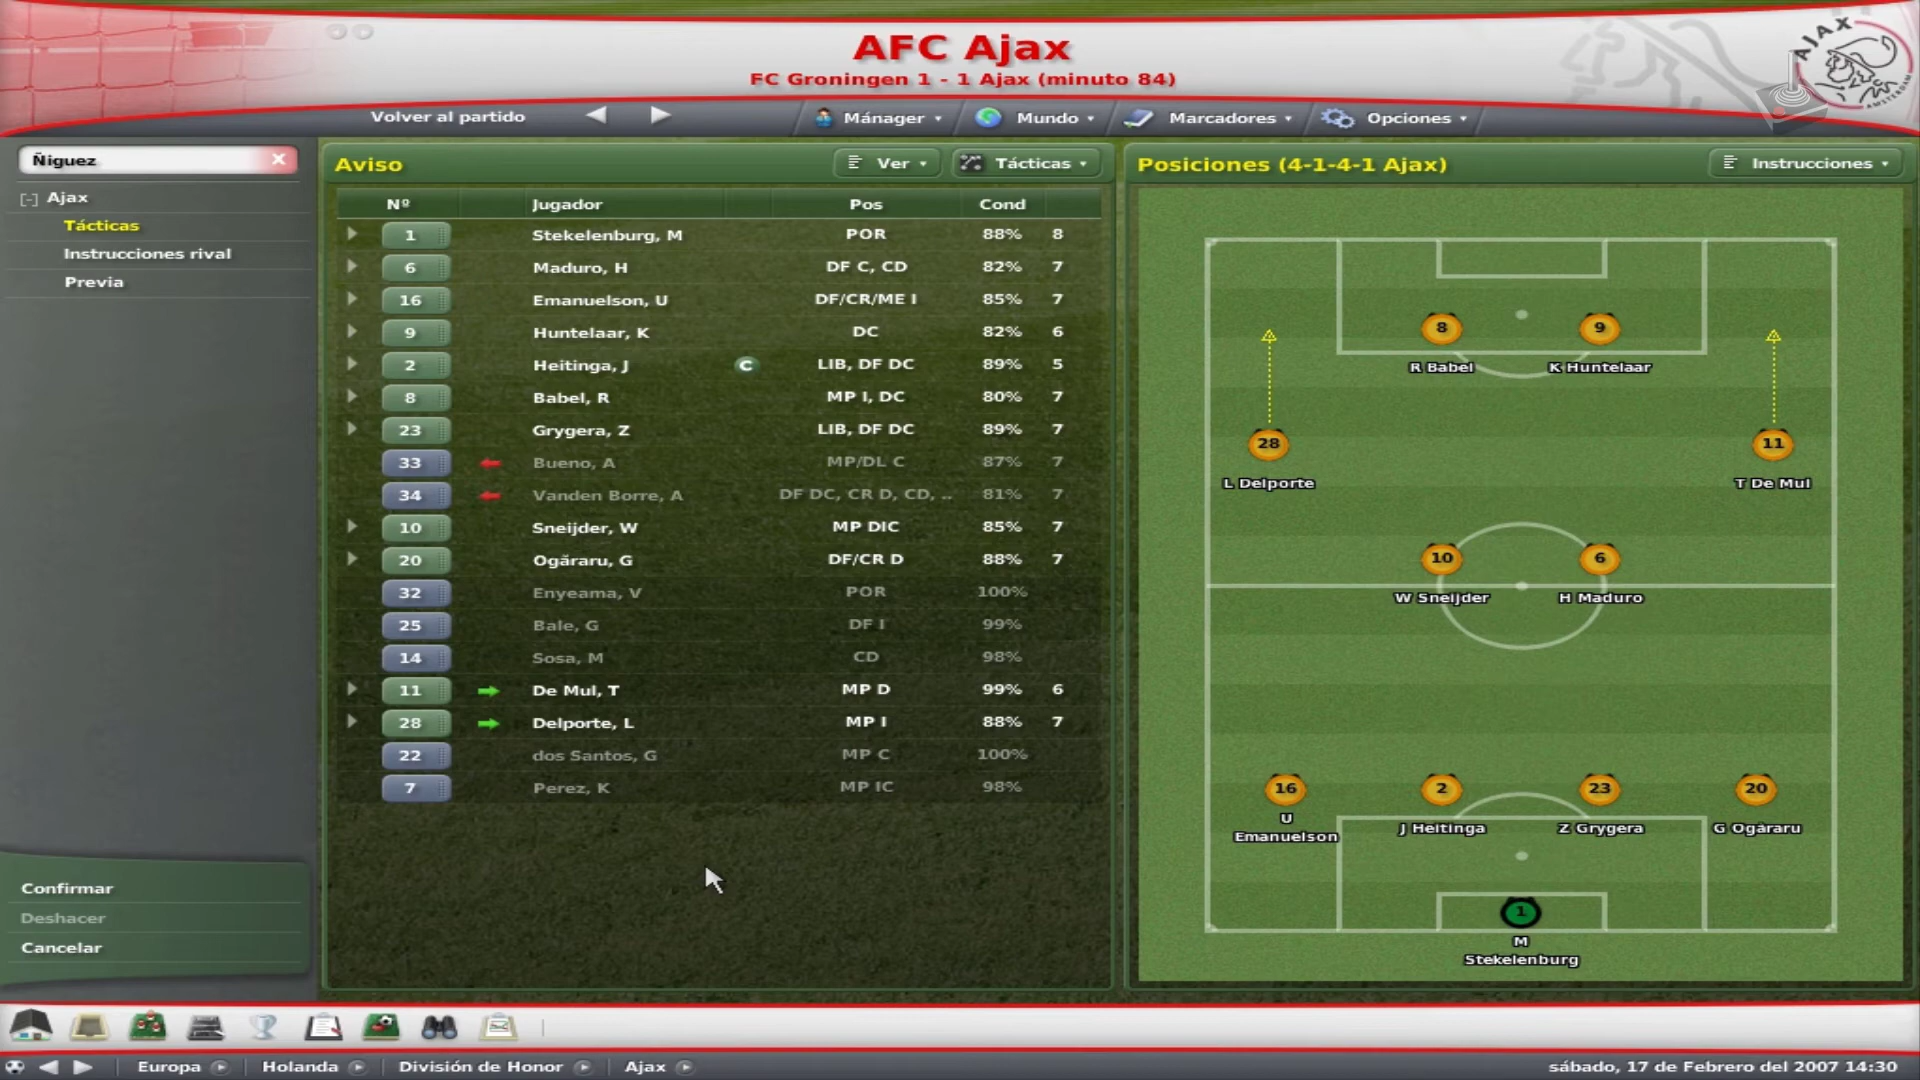 AFC Ajax
FC Groningen 1 - 1 Ajax (minuto 84)
AJAX
AMSTERDAM
Volver al partido
Mánager
Mundo
Marcadores
Opciones
Ñiguez
[-] Ajax
Tácticas
Instrucciones rival
Previa
Confirmar
Deshacer
Cancelar
Aviso
Ver
Tácticas
Nº Jugador Pos Cond
1 Stekelenburg, M POR 88% 8
6 Maduro, H DF C, CD 82% 7
16 Emanuelson, U DF/CR/ME I 85% 7
9 Huntelaar, K DC 82% 6
2 Heitinga, J C LIB, DF DC 89% 5
8 Babel, R MP I, DC 80% 7
23 Grygera, Z LIB, DF DC 89% 7
33 Bueno, A MP/DL C 87% 7
34 Vanden Borre, A DF DC, CR D, CD, .. 81% 7
10 Sneijder, W MP DIC 85% 7
20 Ogăraru, G DF/CR D 88% 7
32 Enyeama, V POR 100%
25 Bale, G DF I 99%
14 Sosa, M CD 98%
11 De Mul, T MP D 99% 6
28 Delporte, L MP I 88% 7
22 dos Santos, G MP C 100%
7 Perez, K MP IC 98%
Posiciones (4-1-4-1 Ajax)
Instrucciones
8 9
R Babel K Huntelaar
28 11
L Delporte T De Mul
10 6
W Sneijder H Maduro
16 2 23 20
U
Emanuelson J Heitinga Z Grygera G Ogăraru
1
M
Stekelenburg
Europa
Holanda
División de Honor
Ajax
sábado, 17 de Febrero del 2007 14:30